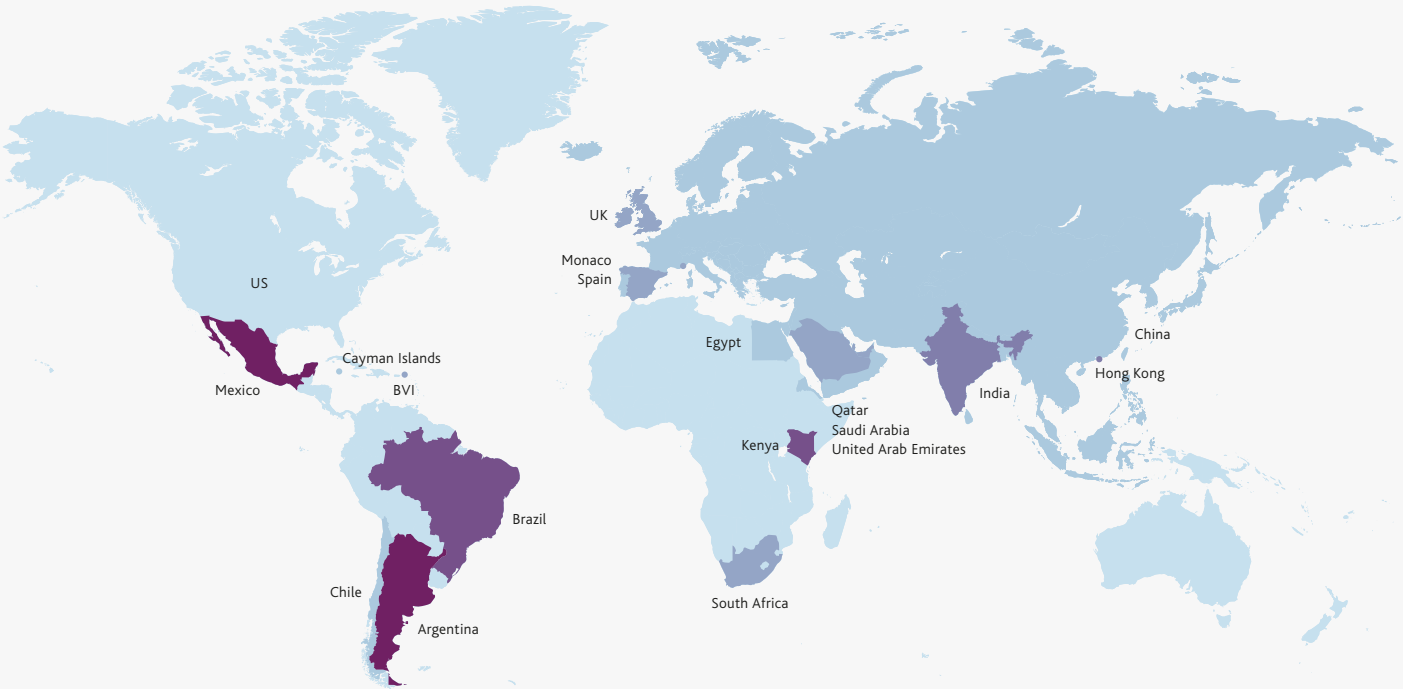 UK
Monaco
Spain
US
Egypt
China
Cayman Islands
Hong Kong
Mexico
BVI
India
Qatar
Saudi Arabia
United Arab Emirates
Kenya
Brazil
Chile
South Africa
Argentina